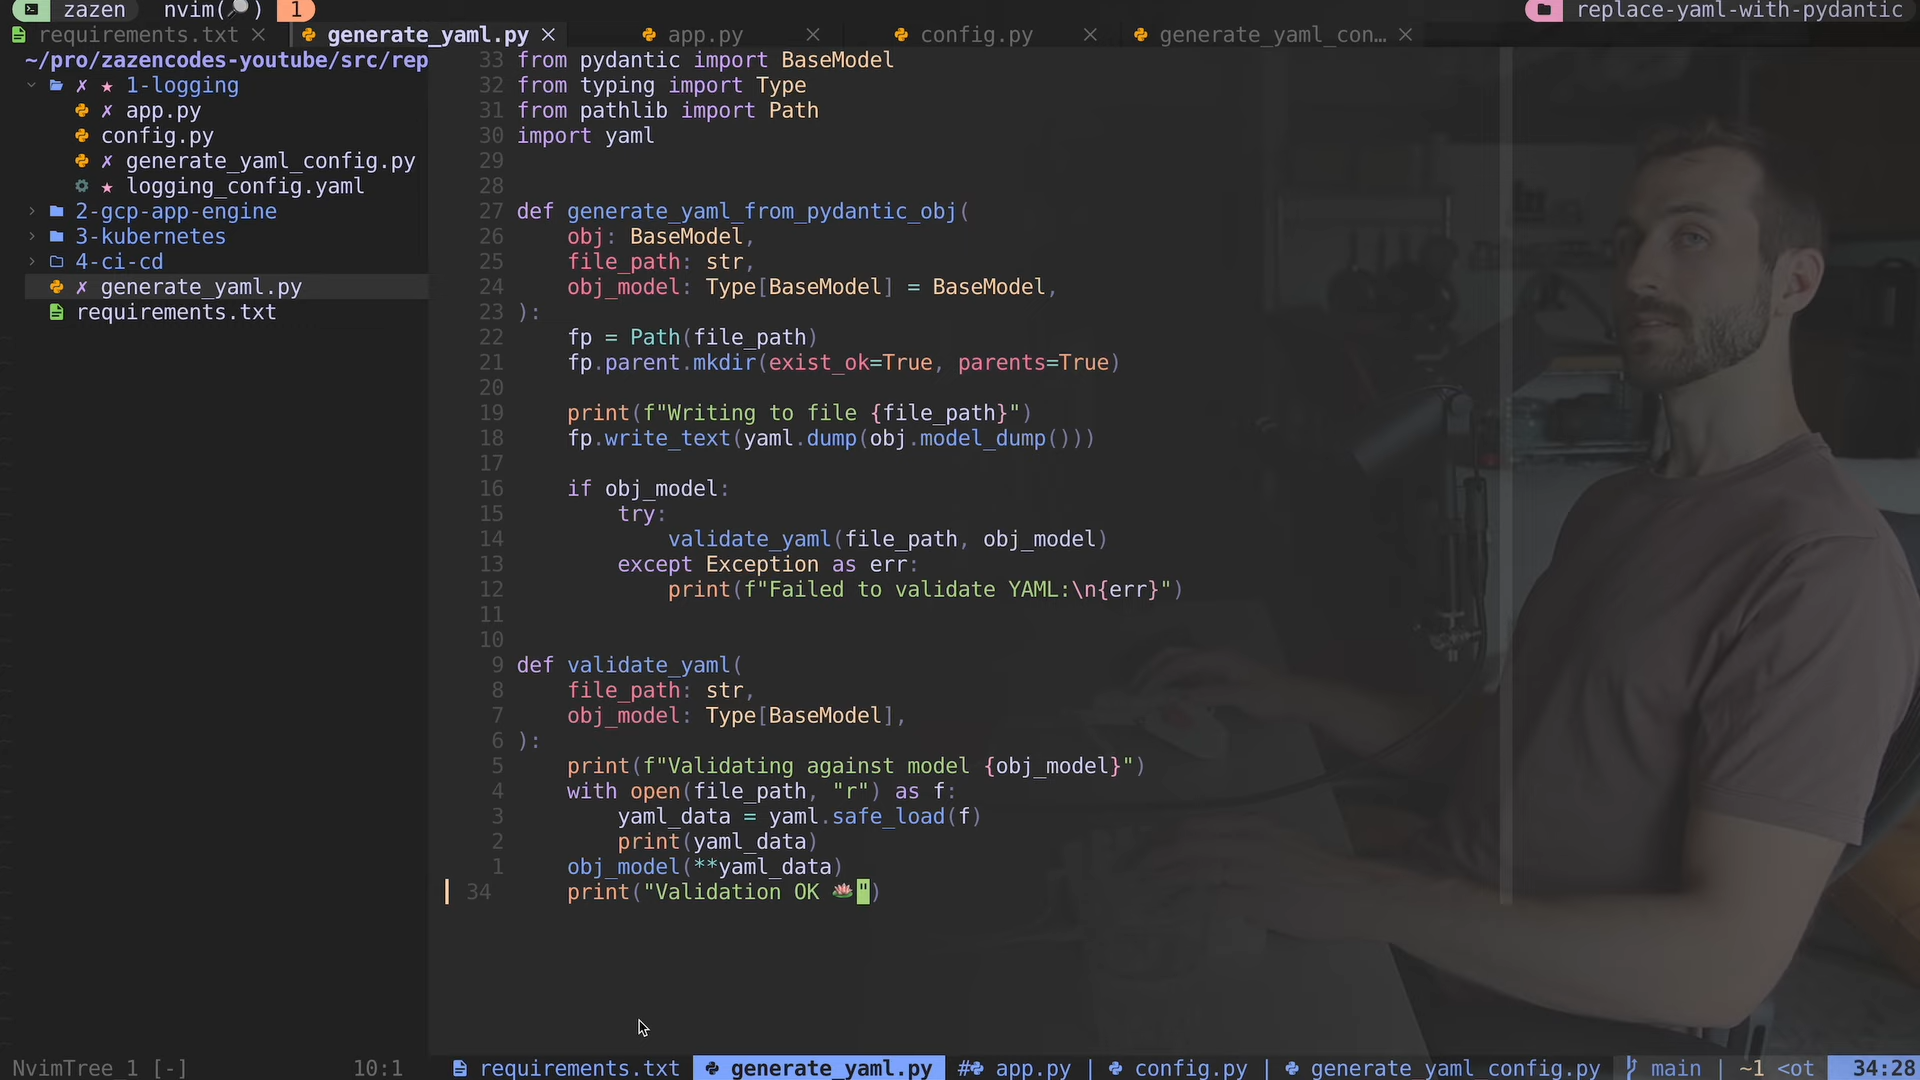 zazen nvim(🔎) 1 replace-yaml-with-pydantic
requirements.txt generate_yaml.py app.py config.py generate_yaml_con…
~/pro/zazencodes-youtube/src/rep
✗ ★ 1-logging
✗ app.py
config.py
✗ generate_yaml_config.py
★ logging_config.yaml
2-gcp-app-engine
3-kubernetes
4-ci-cd
✗ generate_yaml.py
requirements.txt
33 from pydantic import BaseModel
32 from typing import Type
31 from pathlib import Path
30 import yaml
29
28
27 def generate_yaml_from_pydantic_obj(
26     obj: BaseModel,
25     file_path: str,
24     obj_model: Type[BaseModel] = BaseModel,
23 ):
22     fp = Path(file_path)
21     fp.parent.mkdir(exist_ok=True, parents=True)
20
19     print(f"Writing to file {file_path}")
18     fp.write_text(yaml.dump(obj.model_dump()))
17
16     if obj_model:
15         try:
14             validate_yaml(file_path, obj_model)
13         except Exception as err:
12             print(f"Failed to validate YAML:\n{err}")
11
10
9 def validate_yaml(
8     file_path: str,
7     obj_model: Type[BaseModel],
6 ):
5     print(f"Validating against model {obj_model}")
4     with open(file_path, "r") as f:
3         yaml_data = yaml.safe_load(f)
2         print(yaml_data)
1     obj_model(**yaml_data)
34     print("Validation OK 🪷")
NvimTree_1 [-] 10:1 requirements.txt generate_yaml.py # app.py | config.py | generate_yaml_config.py main | ~1 <ot 34:28